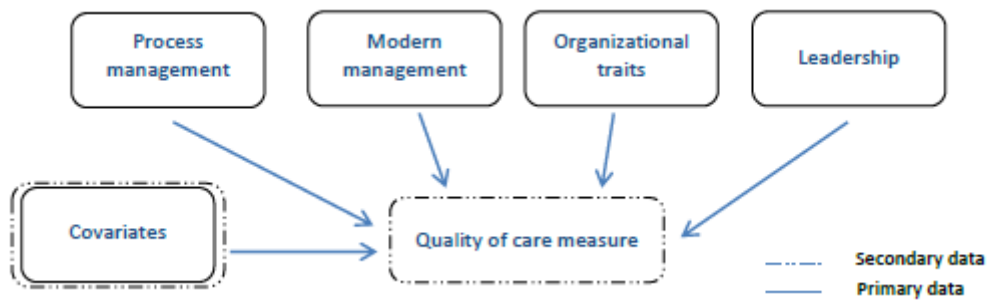 Process
management
Modern
management
Organizational
traits
Leadership
Covariates
Quality of care measure
Secondary data
Primary data